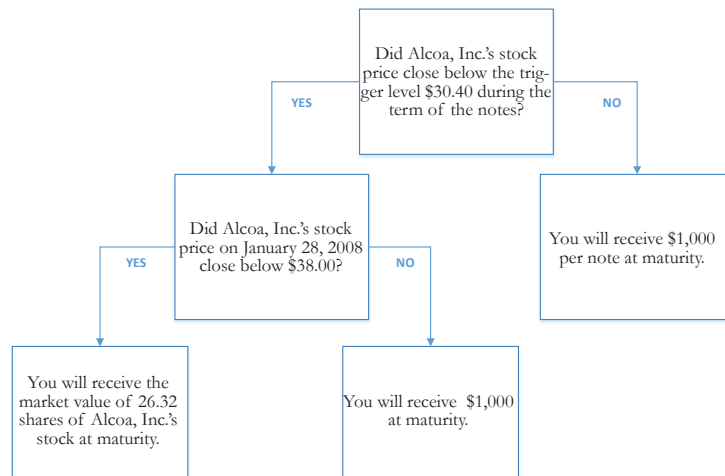 Did Alcoa, Inc.'s stock
price close below the trig-
ger level $30.40 during the
term of the notes?
YES
NO
Did Alcoa, Inc.'s stock
price on January 28, 2008
close below $38.00?
You will receive $1,000
per note at maturity.
YES
NO
You will receive the
market value of 26.32
shares of Alcoa, Inc.'s
stock at maturity.
You will receive $1,000
at maturity.